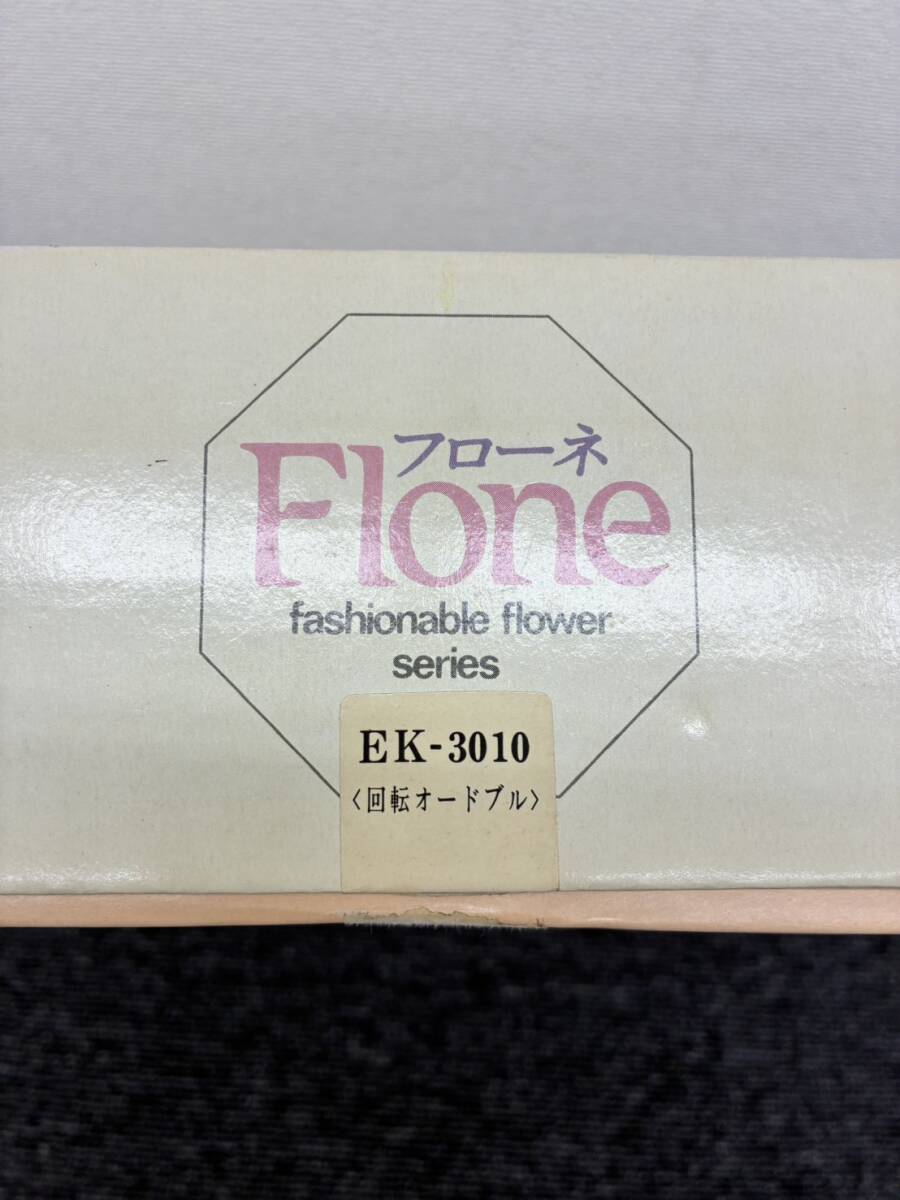 フローネ
Flone
fashionable flower
series
EK-3010
〈回転オードブル〉